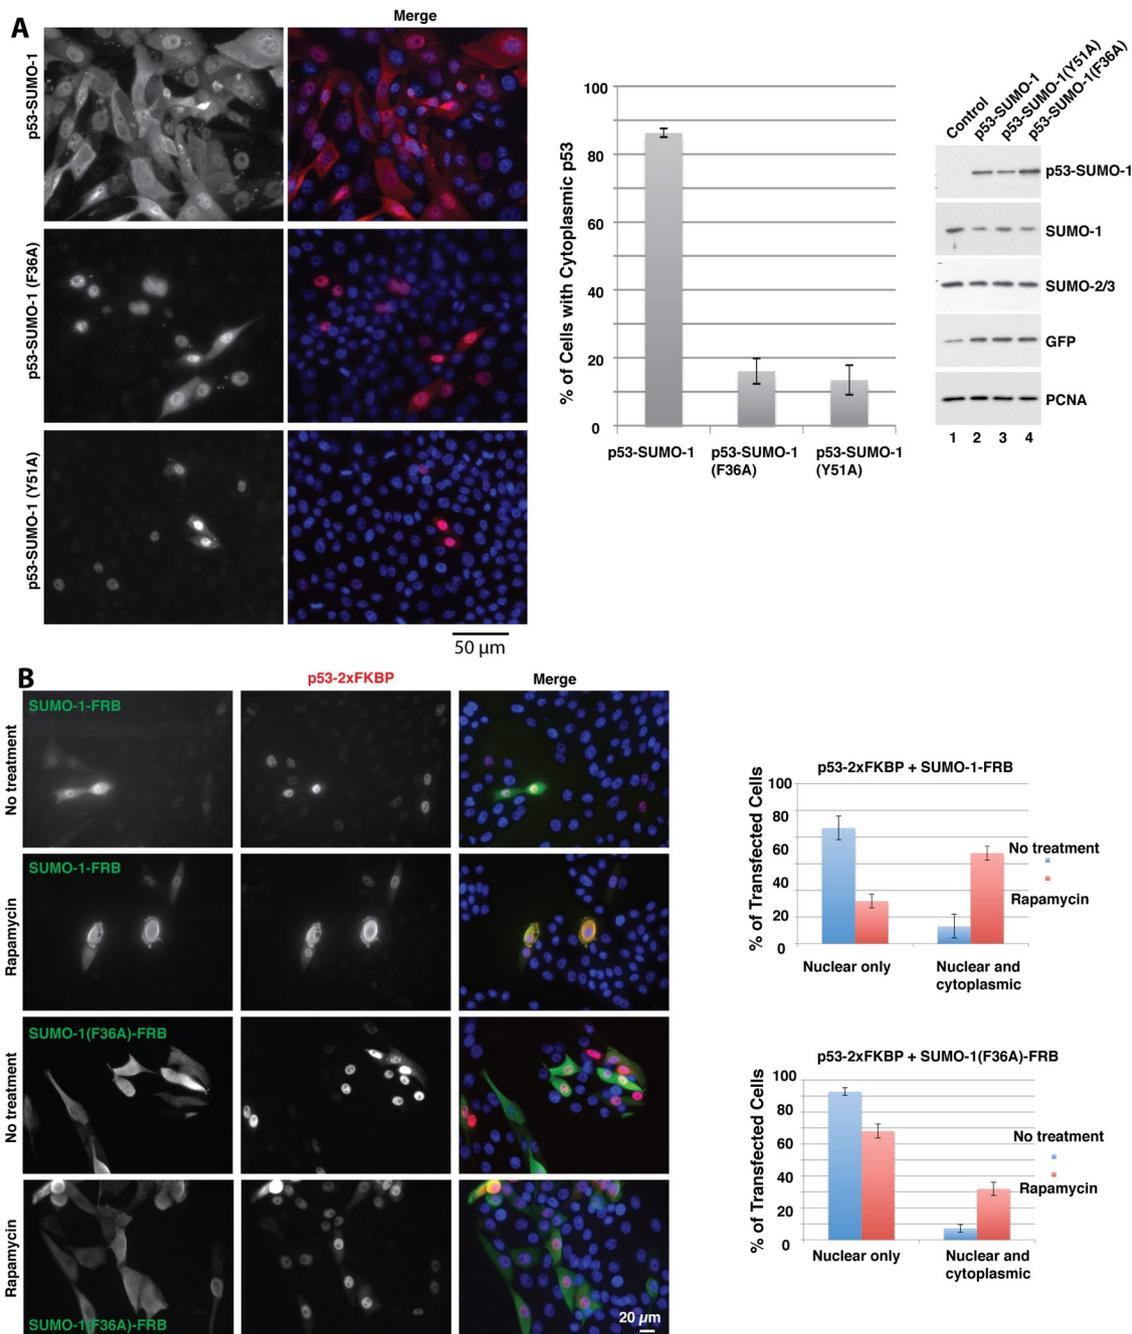 A
Merge
p53-SUMO-1
p53-SUMO-1 (F36A)
p53-SUMO-1 (Y51A)
50 µm
% of Cells with Cytoplasmic p53
100
80
60
40
20
0
p53-SUMO-1
p53-SUMO-1
(F36A)
p53-SUMO-1
(Y51A)
Control
p53-SUMO-1
p53-SUMO-1(Y51A)
p53-SUMO-1(F36A)
p53-SUMO-1
SUMO-1
SUMO-2/3
GFP
PCNA
1 2 3 4
B
p53-2xFKBP
Merge
No treatment
SUMO-1-FRB
Rapamycin
SUMO-1-FRB
No treatment
SUMO-1(F36A)-FRB
Rapamycin
SUMO-1(F36A)-FRB
20 µm
p53-2xFKBP + SUMO-1-FRB
% of Transfected Cells
100
80
60
40
20
0
Nuclear only
Nuclear and
cytoplasmic
No treatment
Rapamycin
p53-2xFKBP + SUMO-1(F36A)-FRB
% of Transfected Cells
100
80
60
40
20
0
Nuclear only
Nuclear and
cytoplasmic
No treatment
Rapamycin